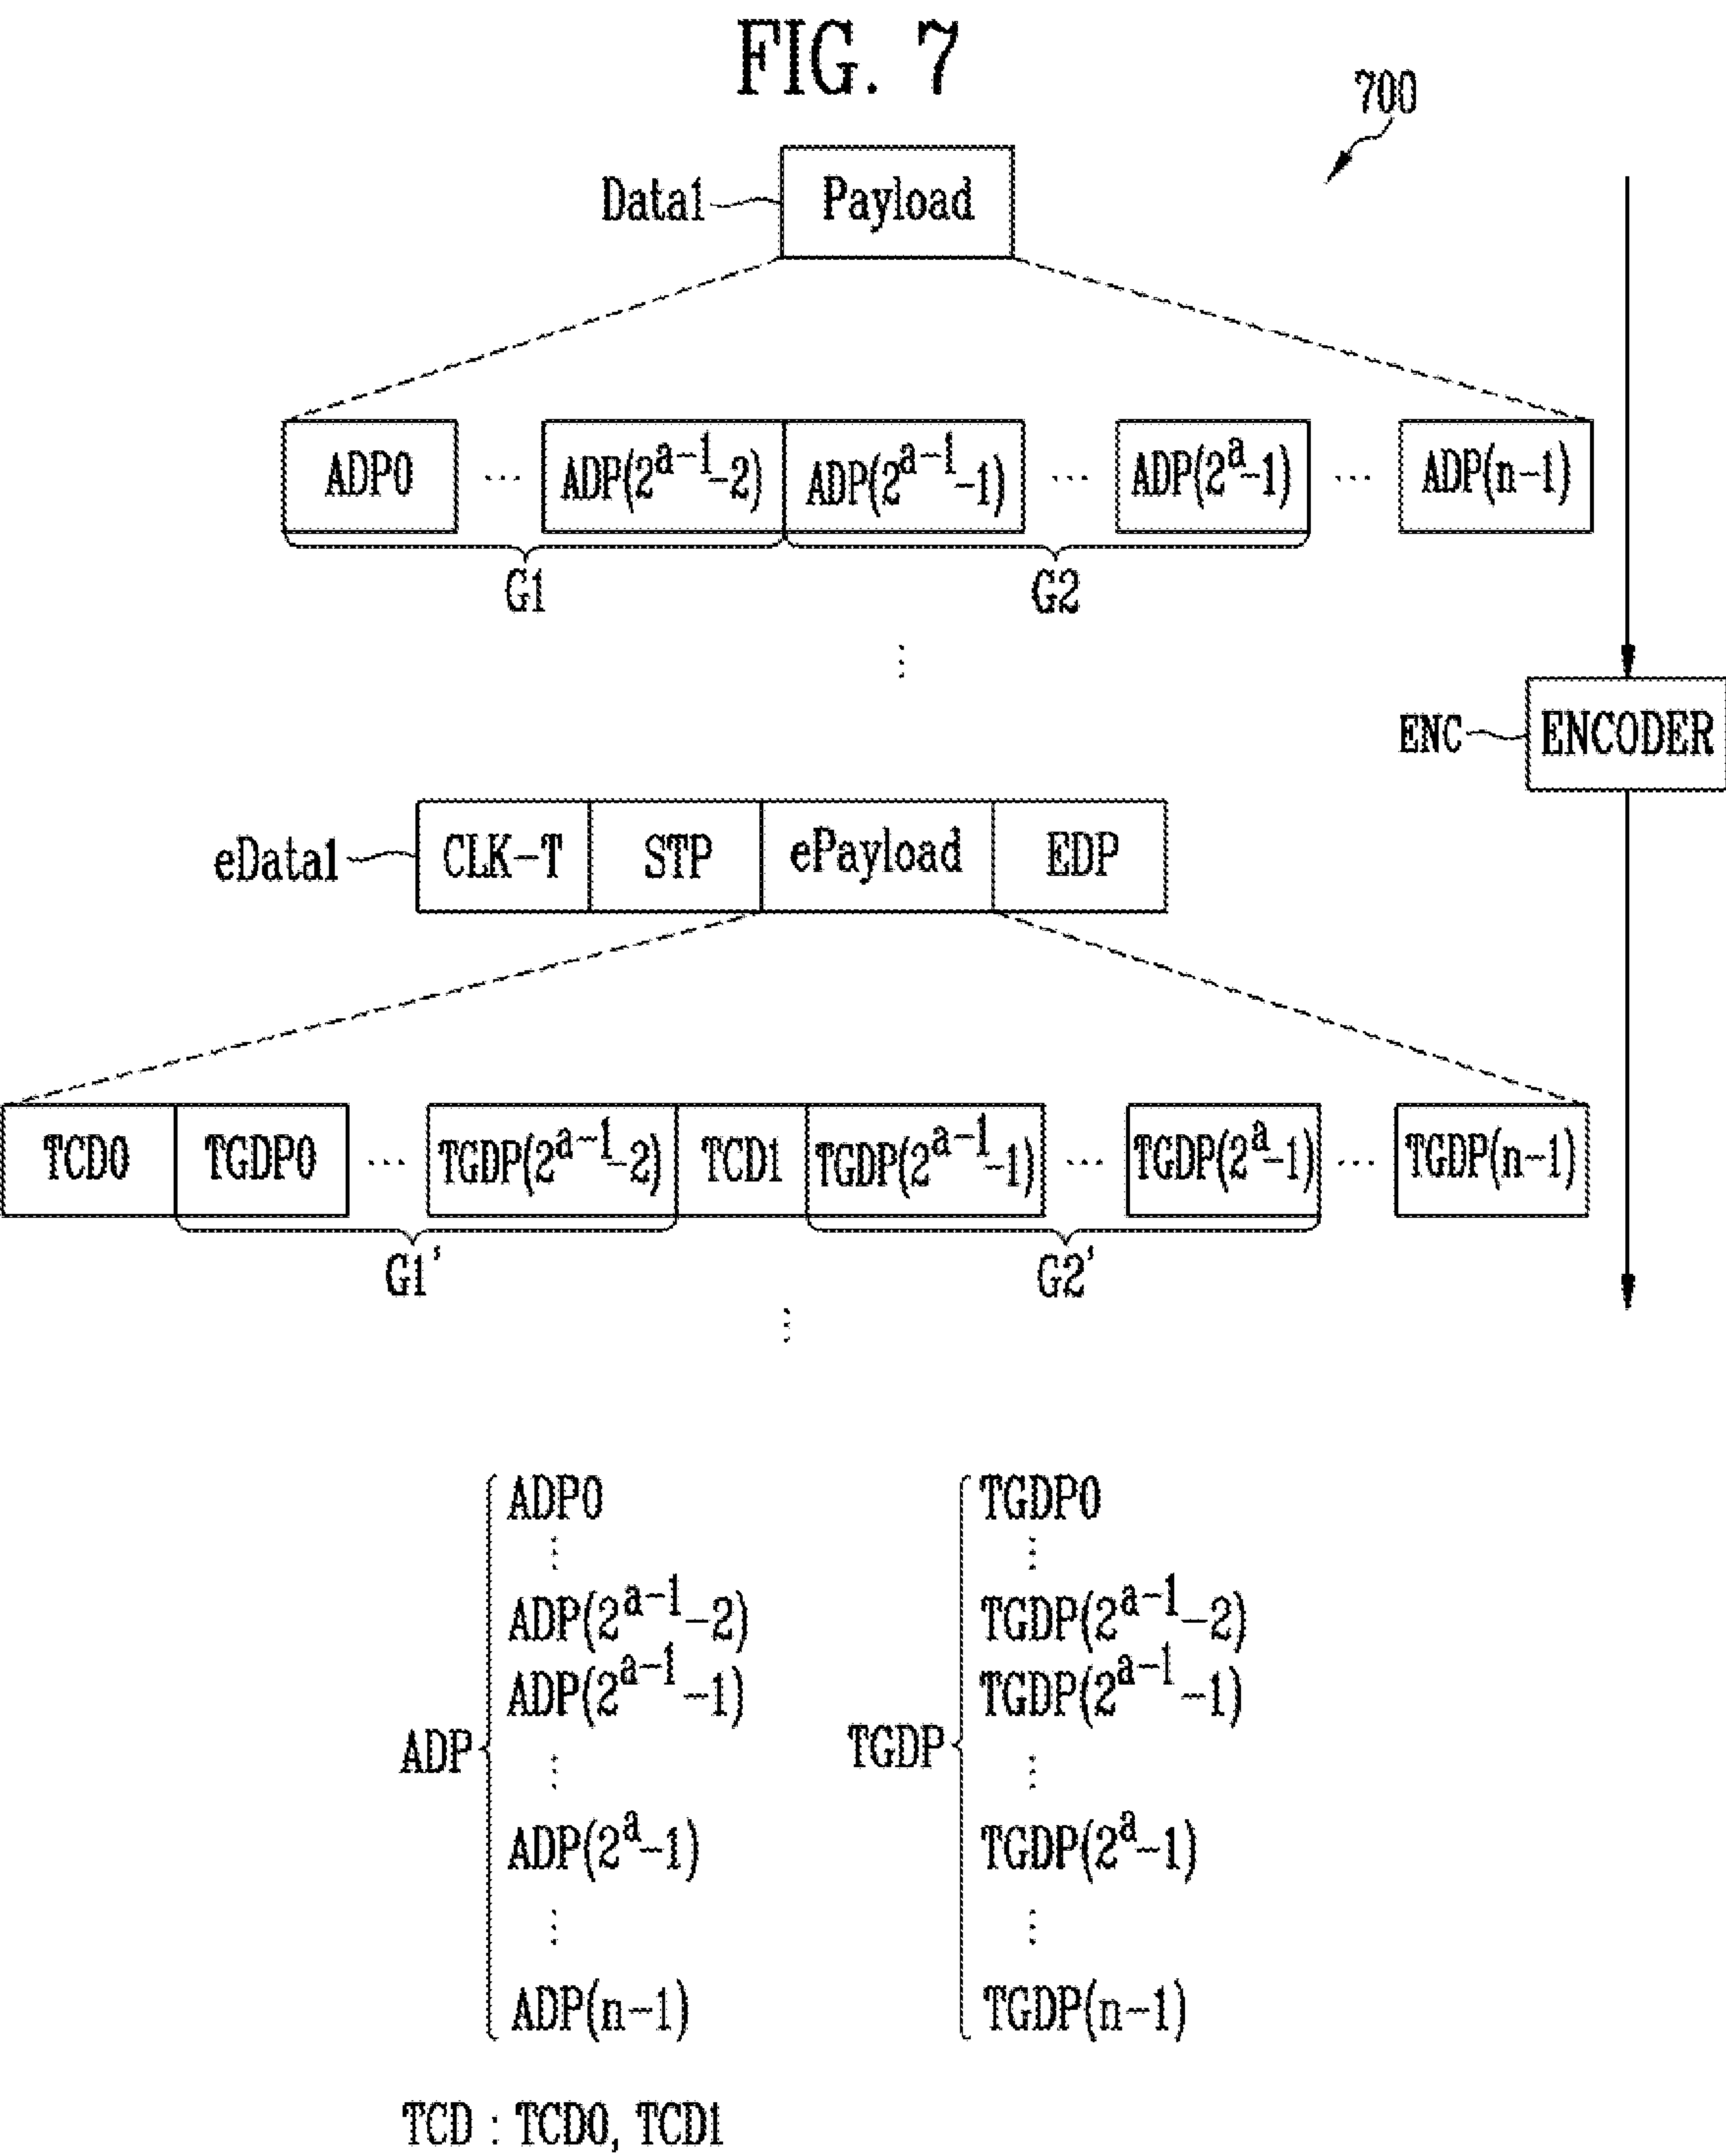 FIG. 7
700
Data1 Payload
ADP0 ... ADP(2^a-1-2) ADP(2^a-1-1) ... ADP(2^a-1) ... ADP(n-1)
G1 G2
⋮
ENC ENCODER
eData1 CLK-T STP ePayload EDP
TCD0 TGDP0 ... TGDP(2^a-1-2) TCD1 TGDP(2^a-1-1) ... TGDP(2^a-1) ... TGDP(n-1)
G1' G2'
⋮
ADP
ADP0
⋮
ADP(2^a-1-2)
ADP(2^a-1-1)
⋮
ADP(2^a-1)
⋮
ADP(n-1)
TGDP
TGDP0
⋮
TGDP(2^a-1-2)
TGDP(2^a-1-1)
⋮
TGDP(2^a-1)
⋮
TGDP(n-1)
TCD : TCD0, TCD1